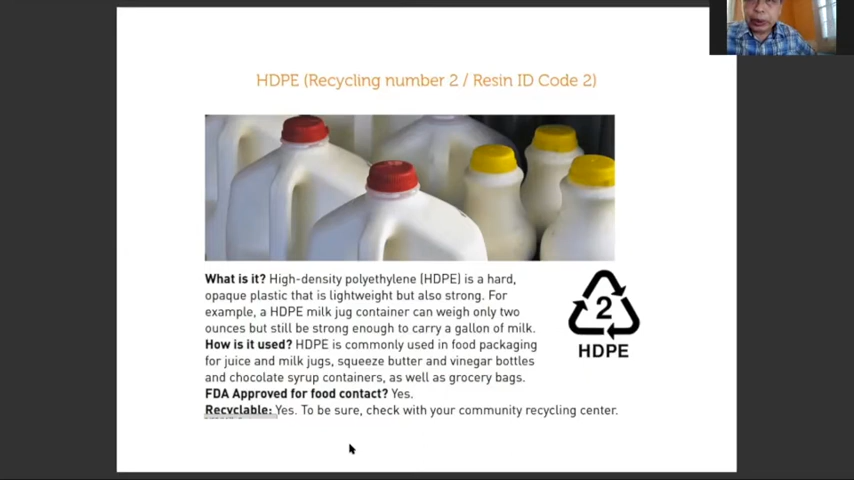 HDPE (Recycling number 2 / Resin ID Code 2)
What is it? High-density polyethylene (HDPE) is a hard,
opaque plastic that is lightweight but also strong. For
example, a HDPE milk jug container can weigh only two
ounces but still be strong enough to carry a gallon of milk.
How is it used? HDPE is commonly used in food packaging
for juice and milk jugs, squeeze butter and vinegar bottles
and chocolate syrup containers, as well as grocery bags.
FDA Approved for food contact? Yes.
Recyclable: Yes. To be sure, check with your community recycling center.
2
HDPE